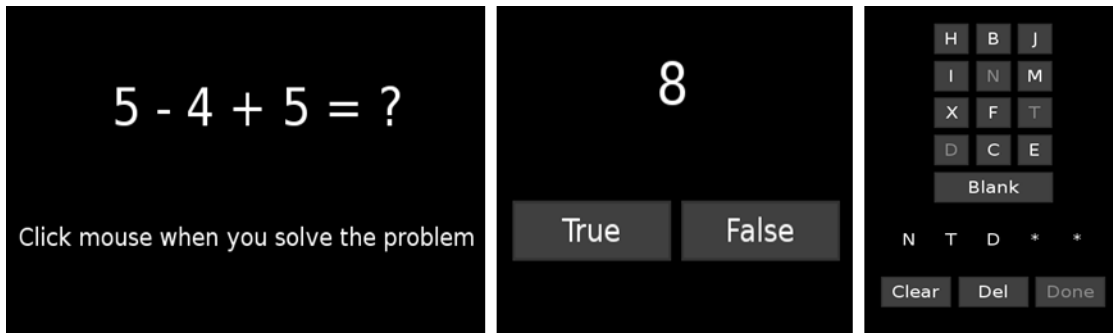 5 - 4 + 5 = ?
Click mouse when you solve the problem
8
True False
H B J
I N M
X F T
D C E
Blank
N T D * *
Clear Del Done